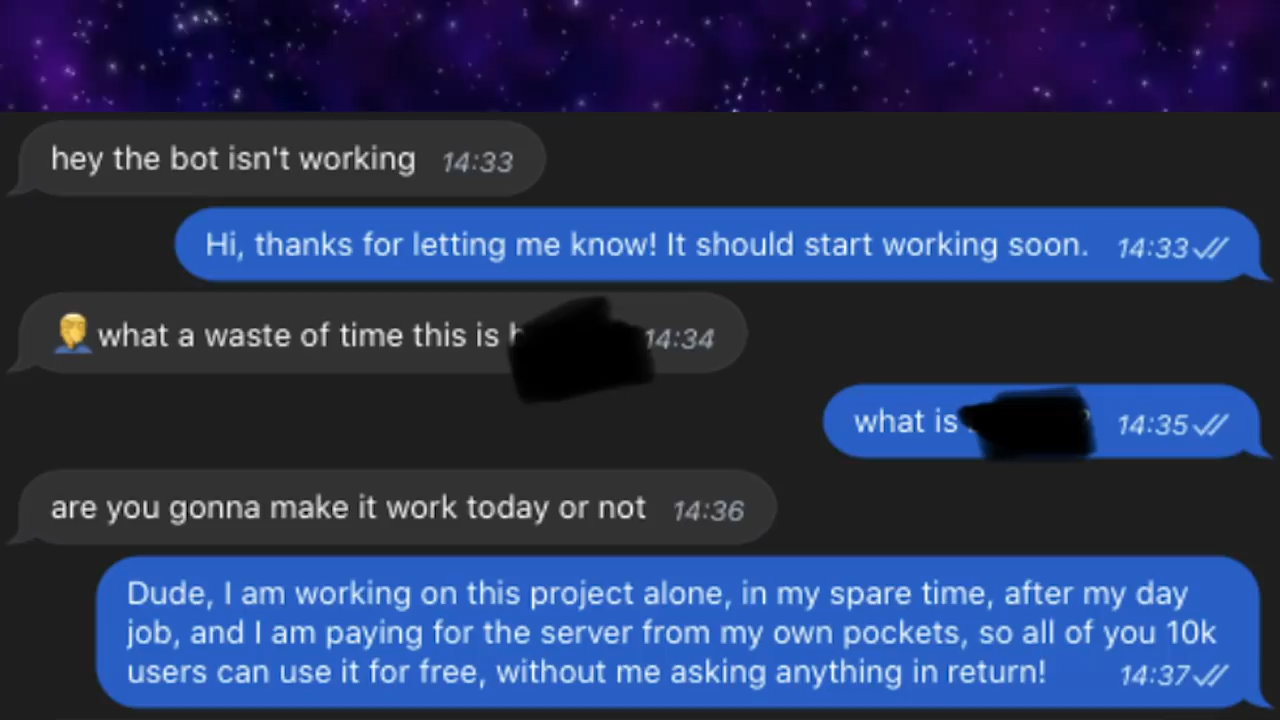 hey the bot isn't working 14:33
Hi, thanks for letting me know! It should start working soon. 14:33
🤦‍♂️what a waste of time this is 14:34
what is ? 14:35
are you gonna make it work today or not 14:36
Dude, I am working on this project alone, in my spare time, after my day
job, and I am paying for the server from my own pockets, so all of you 10k
users can use it for free, without me asking anything in return! 14:37